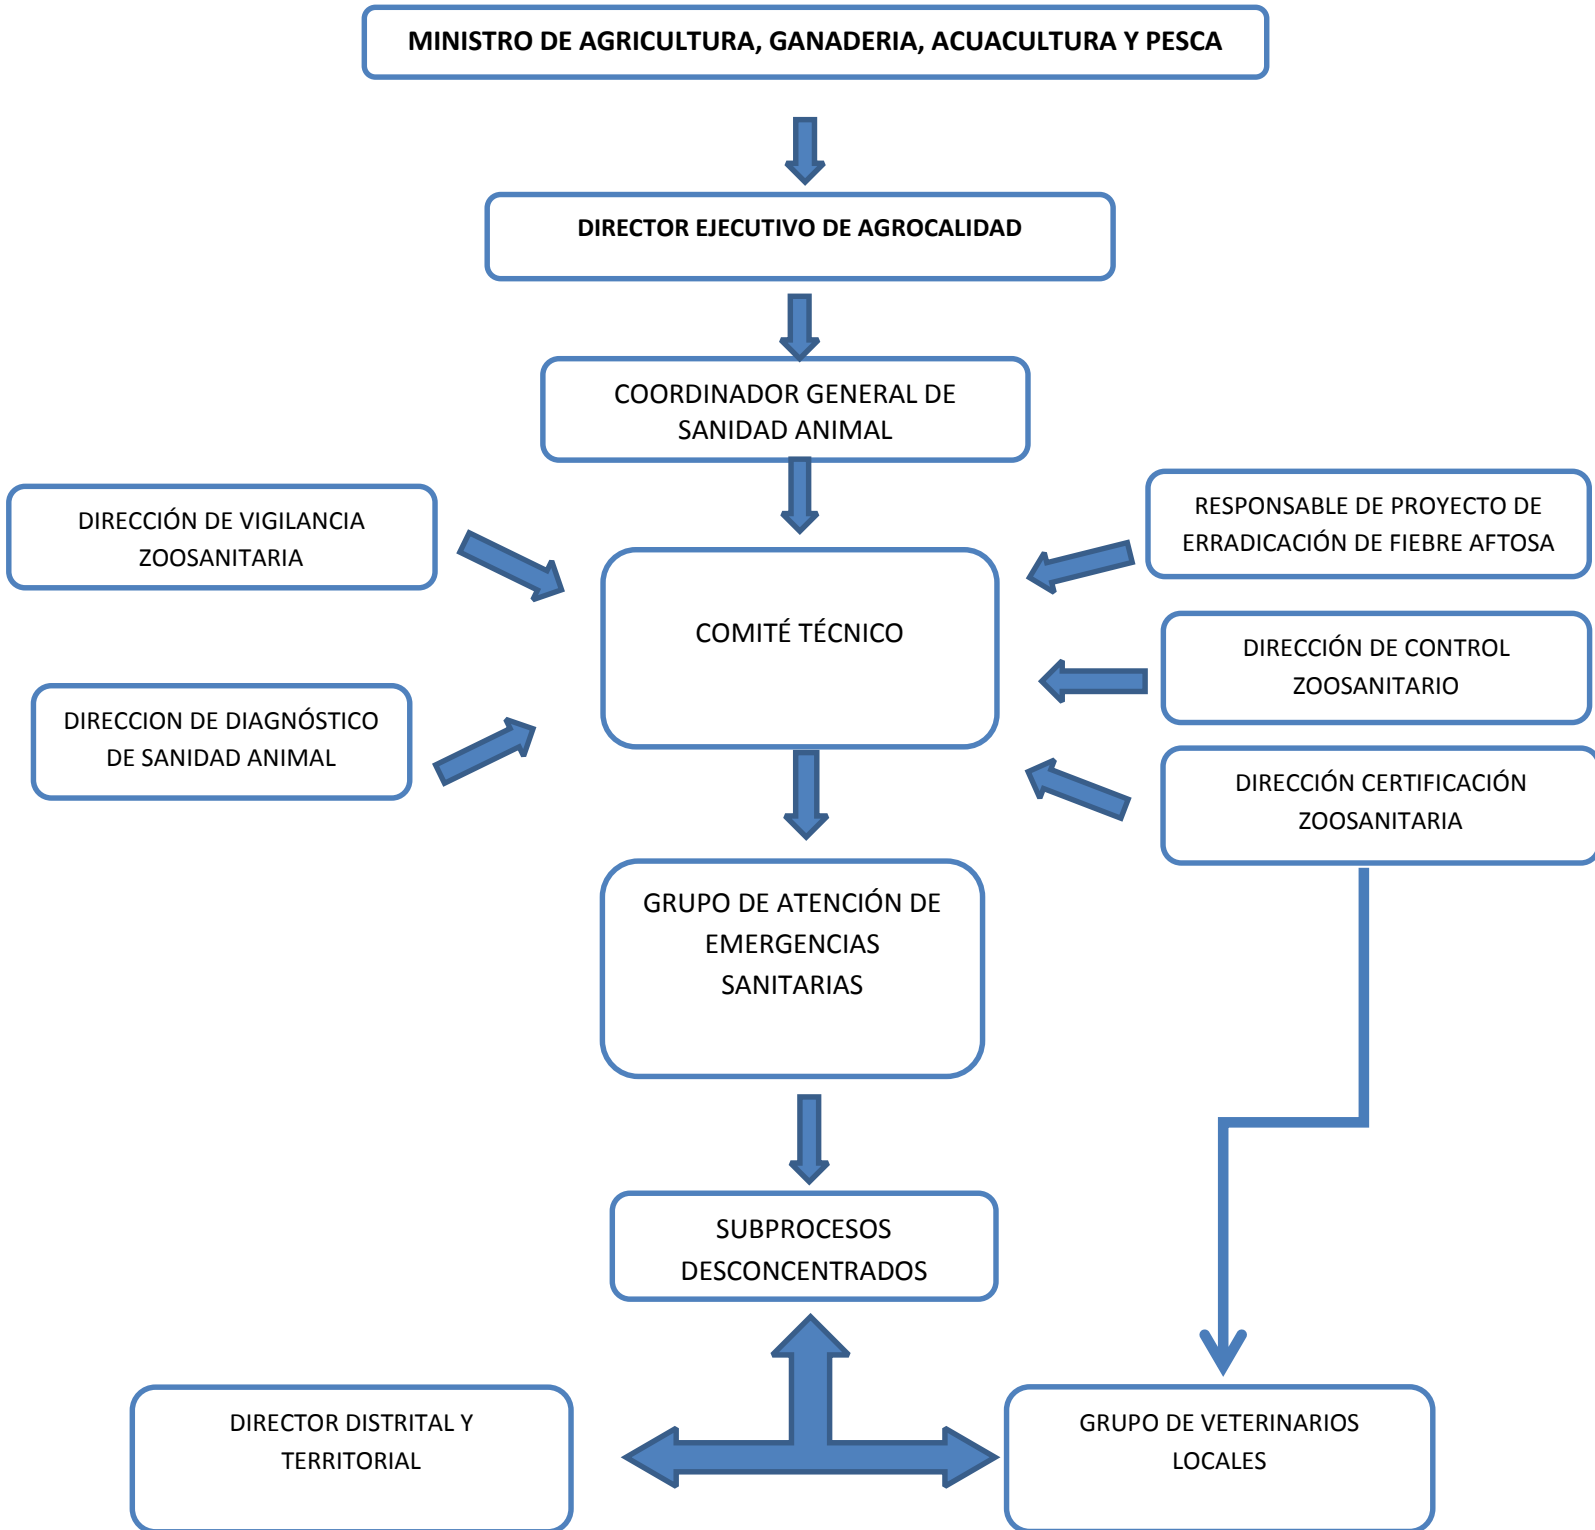 MINISTRO DE AGRICULTURA, GANADERIA, ACUACULTURA Y PESCA
DIRECTOR EJECUTIVO DE AGROCALIDAD
COORDINADOR GENERAL DE
SANIDAD ANIMAL
DIRECCIÓN DE VIGILANCIA
ZOOSANITARIA
RESPONSABLE DE PROYECTO DE
ERRADICACIÓN DE FIEBRE AFTOSA
COMITÉ TÉCNICO
DIRECCIÓN DE CONTROL
ZOOSANITARIO
DIRECCION DE DIAGNÓSTICO
DE SANIDAD ANIMAL
DIRECCIÓN CERTIFICACIÓN
ZOOSANITARIA
GRUPO DE ATENCIÓN DE
EMERGENCIAS
SANITARIAS
SUBPROCESOS
DESCONCENTRADOS
DIRECTOR DISTRITAL Y
TERRITORIAL
GRUPO DE VETERINARIOS
LOCALES